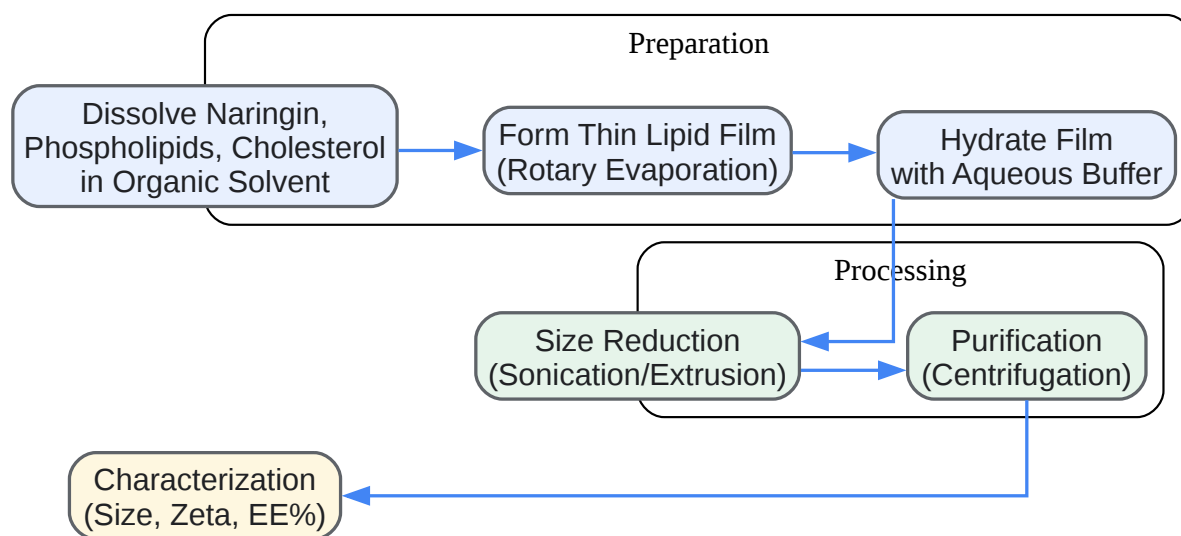 Preparation
Dissolve Naringin,
Phospholipids, Cholesterol
in Organic Solvent
Form Thin Lipid Film
(Rotary Evaporation)
Hydrate Film
with Aqueous Buffer
Processing
Size Reduction
(Sonication/Extrusion)
Purification
(Centrifugation)
Characterization
(Size, Zeta, EE%)